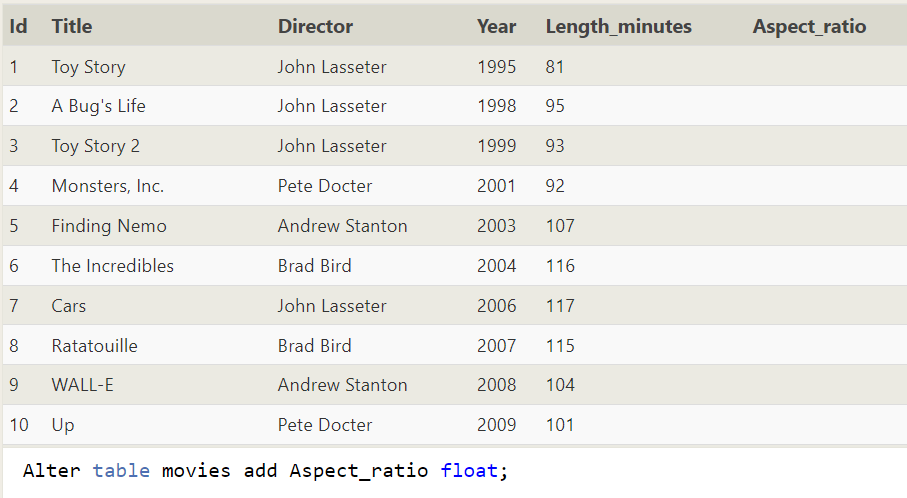 Id Title Director Year Length_minutes Aspect_ratio
1 Toy Story John Lasseter 1995 81
2 A Bug's Life John Lasseter 1998 95
3 Toy Story 2 John Lasseter 1999 93
4 Monsters, Inc. Pete Docter 2001 92
5 Finding Nemo Andrew Stanton 2003 107
6 The Incredibles Brad Bird 2004 116
7 Cars John Lasseter 2006 117
8 Ratatouille Brad Bird 2007 115
9 WALL-E Andrew Stanton 2008 104
10 Up Pete Docter 2009 101
Alter table movies add Aspect_ratio float;